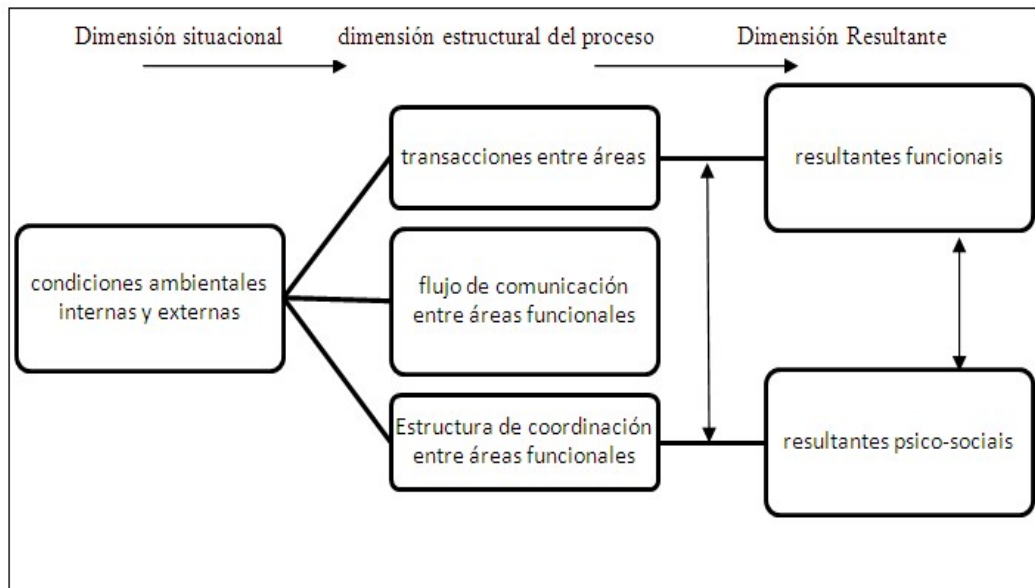 Dimensión situacional
dimensión estructural del proceso
Dimensión Resultante
condiciones ambientales
internas y externas
transacciones entre áreas
flujo de comunicación
entre áreas funcionales
Estructura de coordinación
entre áreas funcionales
resultantes funcionais
resultantes psico-sociais